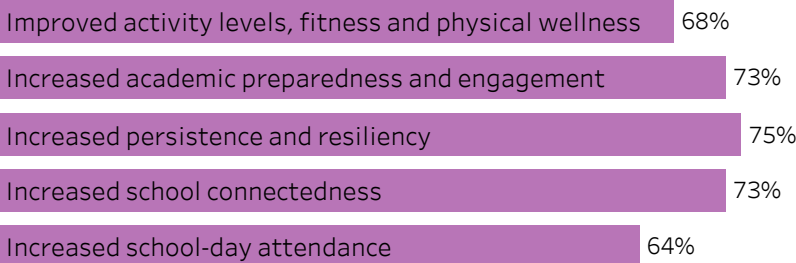 Improved activity levels, fitness and physical wellness 68%
Increased academic preparedness and engagement 73%
Increased persistence and resiliency 75%
Increased school connectedness 73%
Increased school-day attendance 64%